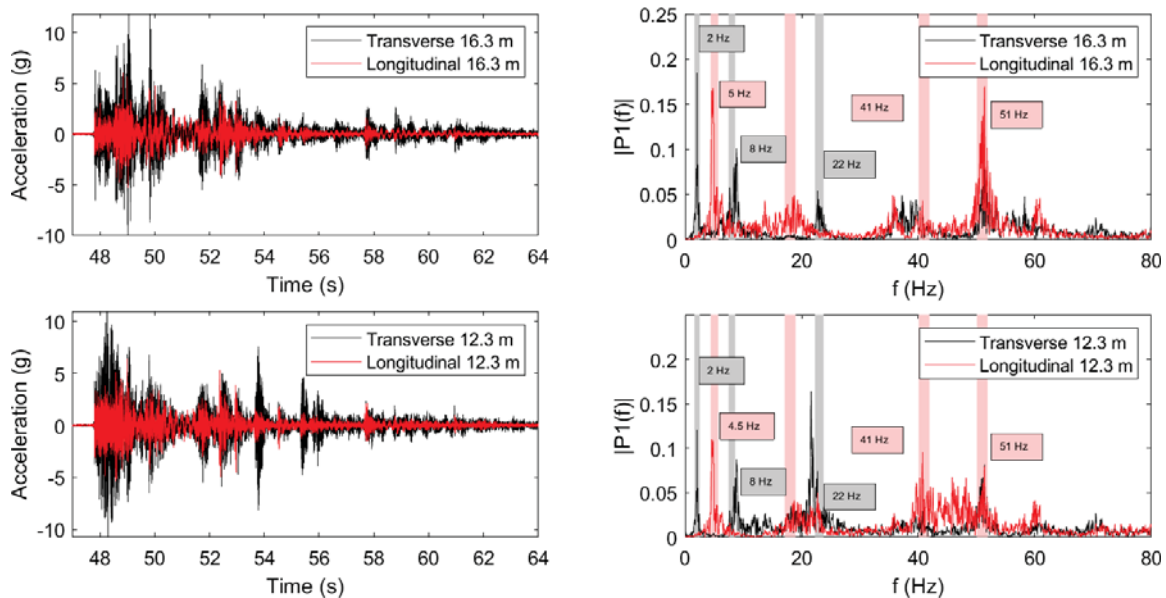 10
5
0
-5
-10
Acceleration (g)
48 50 52 54 56 58 60 62 64
Time (s)
Transverse 16.3 m
Longitudinal 16.3 m
0.25
0.2
0.15
0.1
0.05
0
|P1(f)|
0 20 40 60 80
f (Hz)
Transverse 16.3 m
Longitudinal 16.3 m
2 Hz
5 Hz
8 Hz
22 Hz
41 Hz
51 Hz
10
5
0
-5
-10
Acceleration (g)
48 50 52 54 56 58 60 62 64
Time (s)
Transverse 12.3 m
Longitudinal 12.3 m
0.2
0.15
0.1
0.05
0
|P1(f)|
0 20 40 60 80
f (Hz)
Transverse 12.3 m
Longitudinal 12.3 m
2 Hz
4.5 Hz
8 Hz
22 Hz
41 Hz
51 Hz